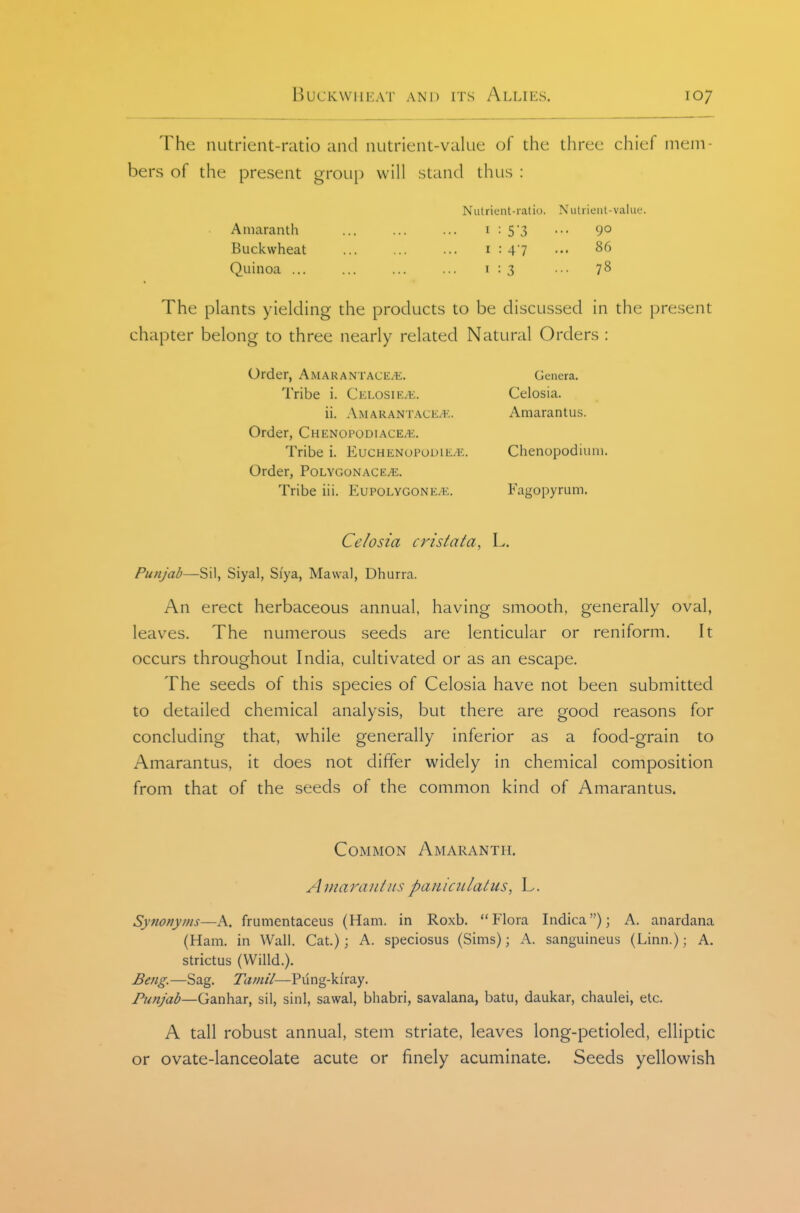 Buckwheat and its Allies. 107
The nutrient-ratio and nutrient-value of the three chief mem-
bers of the present group will stand thus :
Nutrient-ratio. Nutrient-value.
Amaranth ... ... ... 1 : 5·3 ... 90
Buckwheat ... ... ... 1 : 4·7 ... 86
Quinoa ... ... ... ... 1 : 3 ... 78
The plants yielding the products to be discussed in the present
chapter belong to three nearly related Natural Orders :
Order, Amarantaceæ. Genera.
Tribe i. Celosieæ. Celosia.
ii. Amarantaceæ. Amarantus.
Order, Chenopodiaceæ.
Tribe i. Euchenopodieæ. Chenopodium.
Order, Polygonaceæ.
Tribe iii. Eupolygoneæ. Fagopyrum.
Celosia cristata, L.
Punjab—Sil, Siyal, Síya, Mawal, Dhurra.
An erect herbaceous annual, having smooth, generally oval,
leaves. The numerous seeds are lenticular or reniform. It
occurs throughout India, cultivated or as an escape.
The seeds of this species of Celosia have not been submitted
to detailed chemical analysis, but there are good reasons for
concluding that, while generally inferior as a food-grain to
Amarantus, it does not differ widely in chemical composition
from that of the seeds of the common kind of Amarantus.
Common Amaranth.
Amarantus paniculatus, L.
Synonyms—A. frumentaceus (Ham. in Roxb. “Flora Indica”); A. anardana
(Ham. in Wall. Cat.); A. speciosus (Sims); A. sanguineus (Linn.); A.
strictus (Willd.).
Beng.—Sag. Tamil—Púng-kíray.
Punjab—Ganhar, sil, sinl, sawal, bhabri, savalana, batu, daukar, chaulei, etc.
A tall robust annual, stem striate, leaves long-petioled, elliptic
or ovate-lanceolate acute or finely acuminate. Seeds yellowish